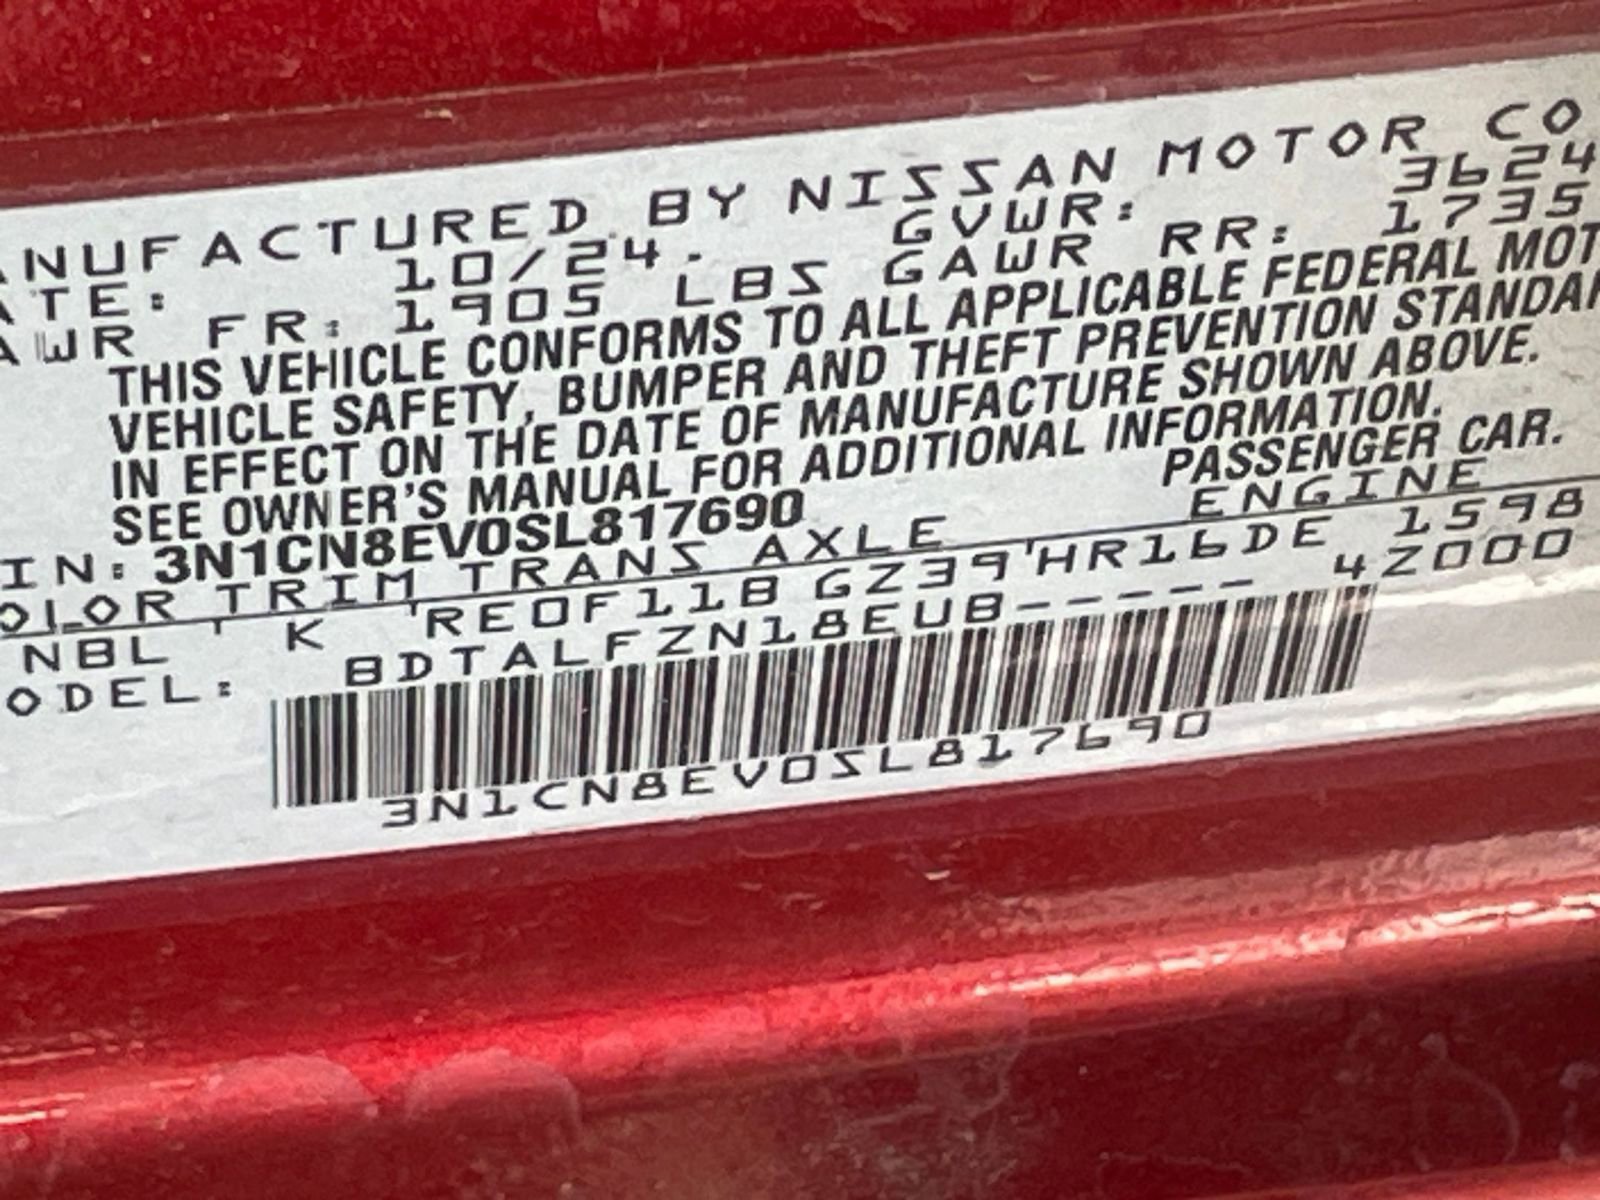 ANUFACTURED BY NISSAN MOTOR CO
ATE: 10/24. GVWR: 3624
AWR FR: 1905 LBS GAWR RR: 1735
THIS VEHICLE CONFORMS TO ALL APPLICABLE FEDERAL MOT
VEHICLE SAFETY, BUMPER AND THEFT PREVENTION STANDAR
IN EFFECT ON THE DATE OF MANUFACTURE SHOWN ABOVE.
SEE OWNER'S MANUAL FOR ADDITIONAL INFORMATION.
IN: 3N1CN8EV0SL817690 PASSENGER CAR.
OLOR TRIM TRANS AXLE ENGINE
NBL K RE0F11B GZ39 HR16DE 1598
ODEL: BDTALFZN18EUB----- 4Z000
3N1CN8EV0SL817690